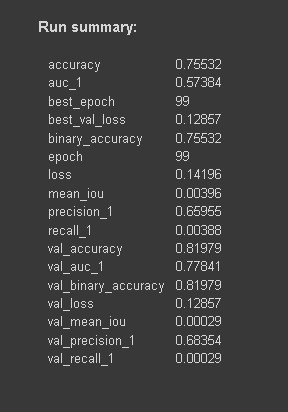 Run summary:
accuracy 0.75532
auc_1 0.57384
best_epoch 99
best_val_loss 0.12857
binary_accuracy 0.75532
epoch 99
loss 0.14196
mean_iou 0.00396
precision_1 0.65955
recall_1 0.00388
val_accuracy 0.81979
val_auc_1 0.77841
val_binary_accuracy 0.81979
val_loss 0.12857
val_mean_iou 0.00029
val_precision_1 0.68354
val_recall_1 0.00029